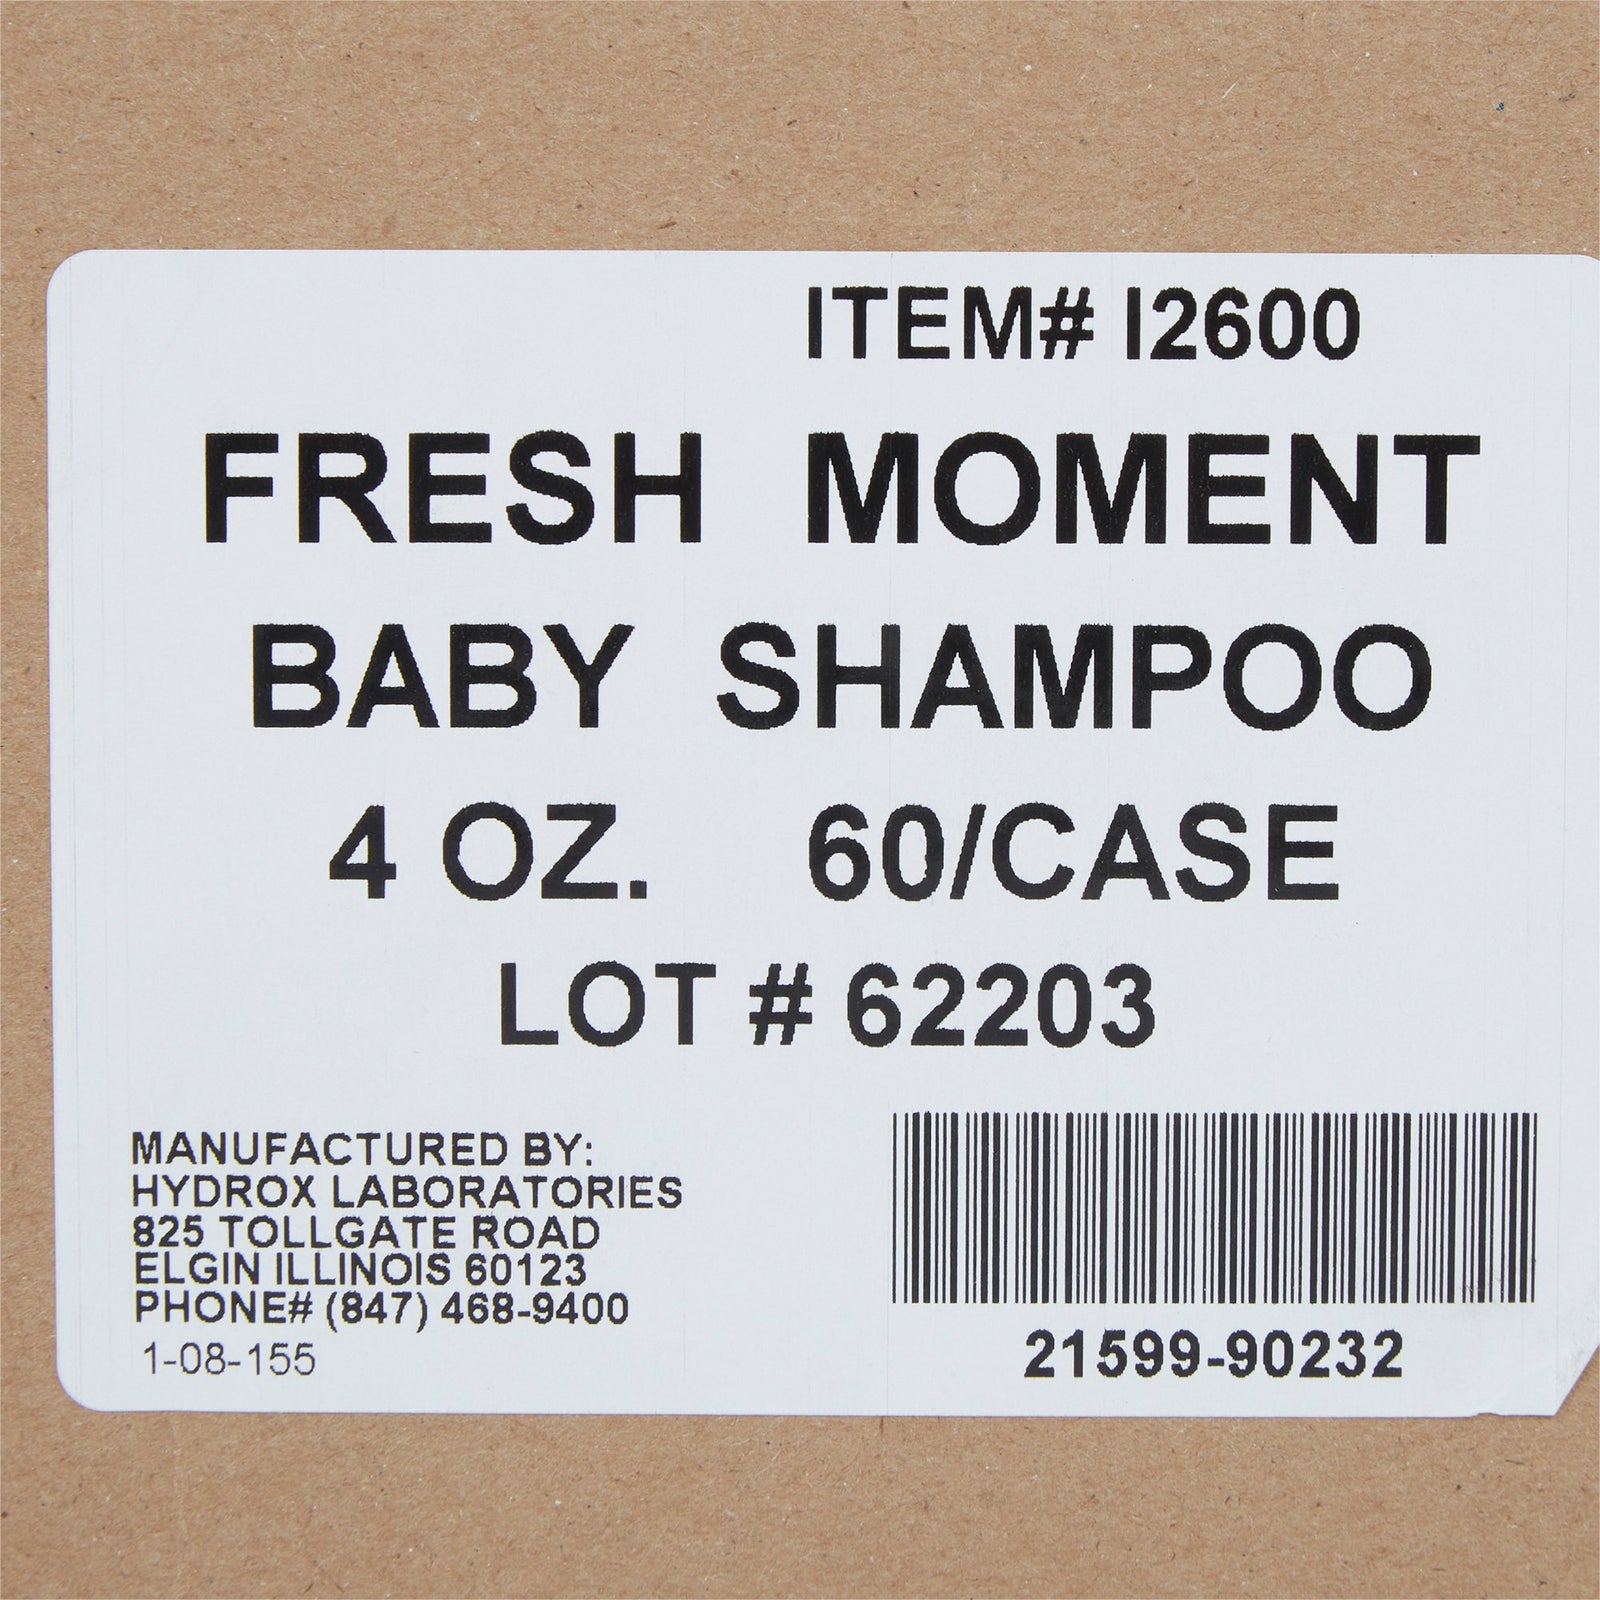 ITEM# I2600
FRESH MOMENT
BABY SHAMPOO
4 OZ. 60/CASE
LOT # 62203
MANUFACTURED BY:
HYDROX LABORATORIES
825 TOLLGATE ROAD
ELGIN ILLINOIS 60123
PHONE# (847) 468-9400
1-08-155
21599-90232